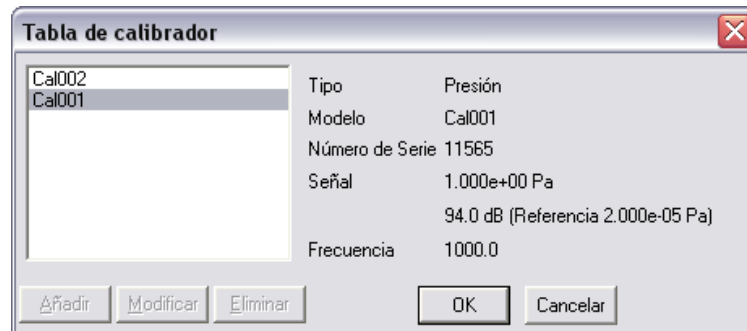 Tabla de calibrador
Cal002
Cal001
Tipo Presión
Modelo Cal001
Número de Serie 11565
Señal 1.000e+00 Pa
94.0 dB (Referencia 2.000e-05 Pa)
Frecuencia 1000.0
Añadir Modificar Eliminar OK Cancelar